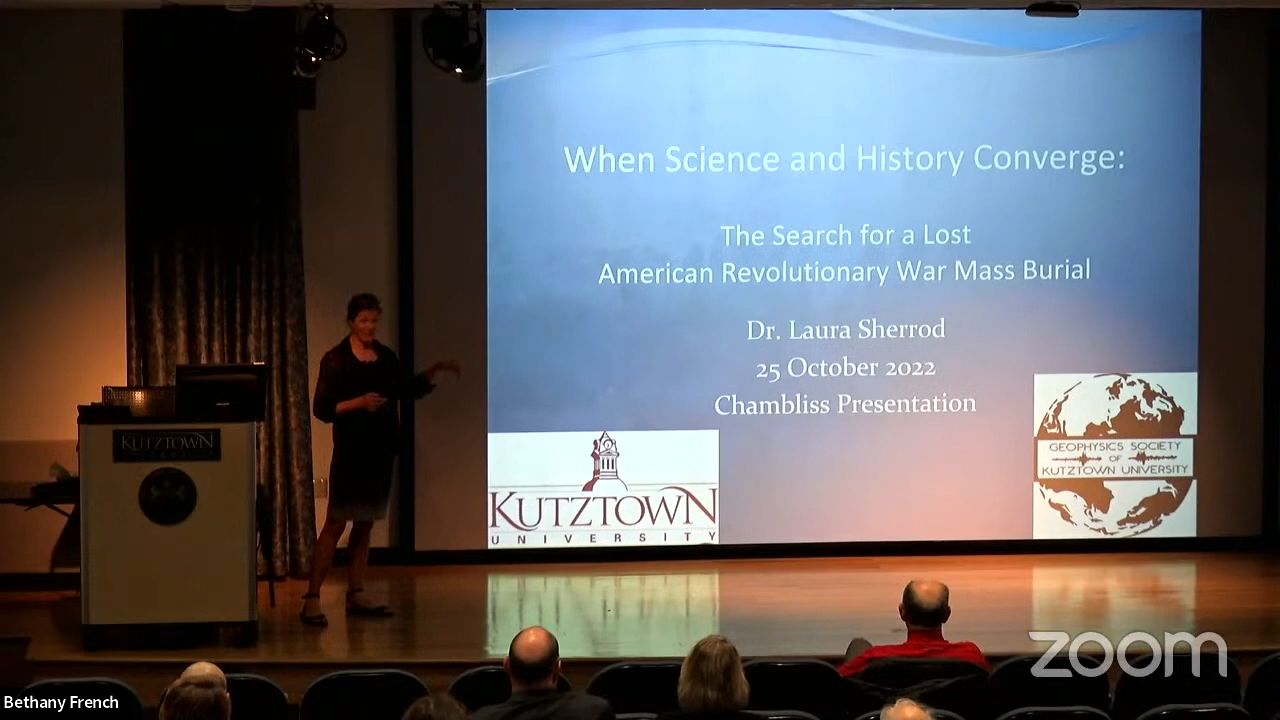 When Science and History Converge:
The Search for a Lost
American Revolutionary War Mass Burial
Dr. Laura Sherrod
25 October 2022
Chambliss Presentation
KUTZTOWN
UNIVERSITY
GEOPHYSICS SOCIETY
OF
KUTZTOWN UNIVERSITY
KUTZTOWN
UNIVERSITY
zoom
Bethany French